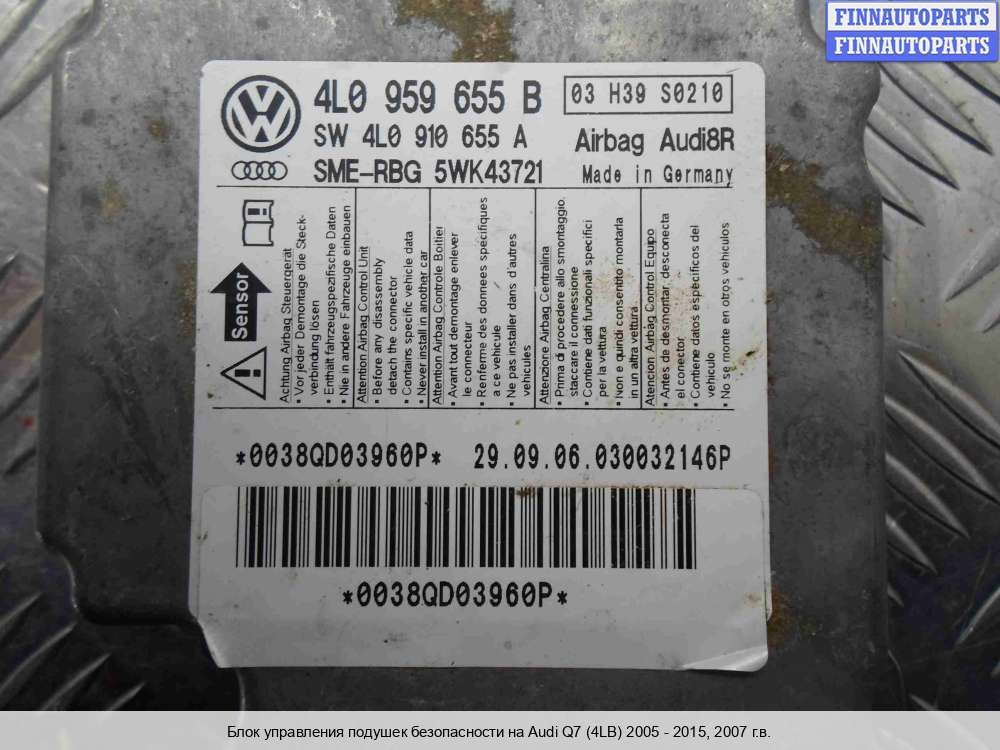 FINNAUTOPARTS
FINNAUTOPARTS
4L0 959 655 B
03 H39 S0210
SW 4L0 910 655 A
Airbag Audi8R
SME-RBG 5WK43721
Made in Germany
Sensor
Achtung Airbag Steuergerät
• Vor jeder Demontage die Steck-
verbindung lösen
• Enthält fahrzeugspezifische Daten
• Nie in andere Fahrzeuge einbauen
Attention Airbag Control Unit
• Before any disassembly
detach the connector
• Contains specific vehicle data
• Never install in another car
Attention Airbag Controle Boitier
• Avant tout demontage enlever
le connecteur
• Renferme des donnees specifiques
a ce vehicule
• Ne pas installer dans d'autres
vehicules
Attenzione Airbag Centralina
• Prima di procedere allo smontaggio,
staccare il connessione
• Contiene dati funzionali specifici
per la vettura
• Non e quindi consentito montarla
in un altra vettura
Atencion Airbag Control Equipo
• Antes de desmontar, desconecta
el conector
• Contiene datos especificos del
vehiculo
• No se monte en otros vehiculos
*0038QD03960P*
29.09.06.030032146P
*0038QD03960P*
Блок управления подушек безопасности на Audi Q7 (4LB) 2005 - 2015, 2007 г.в.